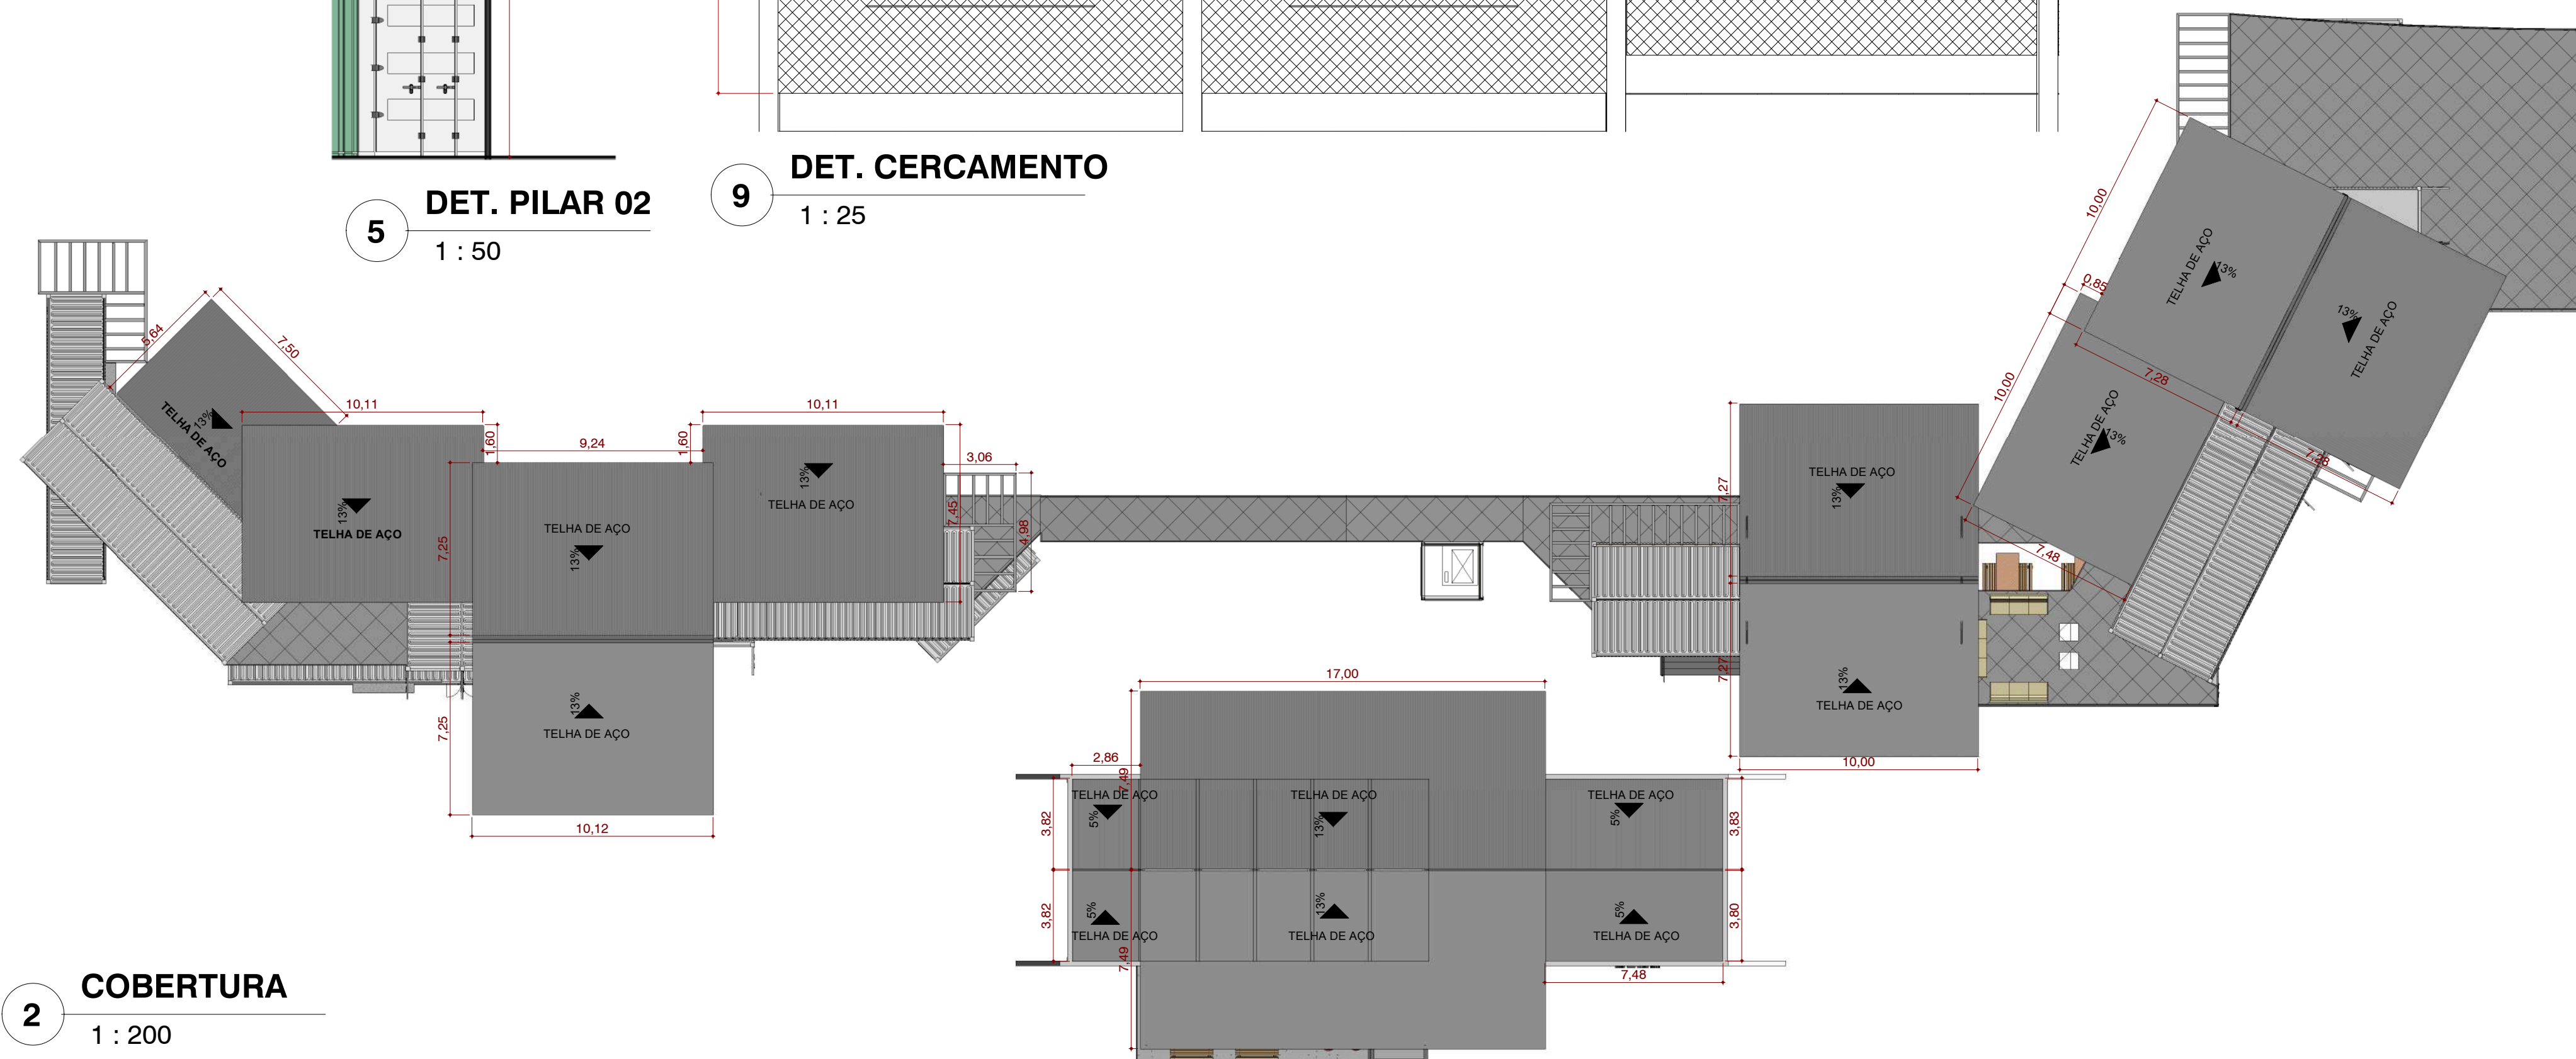 DET. CERCAMENTO
9
1 : 25
DET. PILAR 02
5
1 : 50
5,64
7,50
TELHA DE AÇO
13%
10,11
1,60
9,24
1,60
10,11
3,06
7,45
4,98
13%
TELHA DE AÇO
TELHA DE AÇO
13%
13%
TELHA DE AÇO
7,25
7,25
13%
TELHA DE AÇO
10,12
10,00
0,85
10,00
TELHA DE AÇO
13%
13%
TELHA DE AÇO
7,28
7,28
TELHA DE AÇO
13%
7,48
7,27
TELHA DE AÇO
13%
7,27
13%
TELHA DE AÇO
10,00
17,00
2,86
7,49
TELHA DE AÇO
5%
TELHA DE AÇO
13%
TELHA DE AÇO
5%
3,82
3,83
3,82
3,80
5%
TELHA DE AÇO
13%
TELHA DE AÇO
5%
TELHA DE AÇO
7,49
7,48
COBERTURA
2
1 : 200